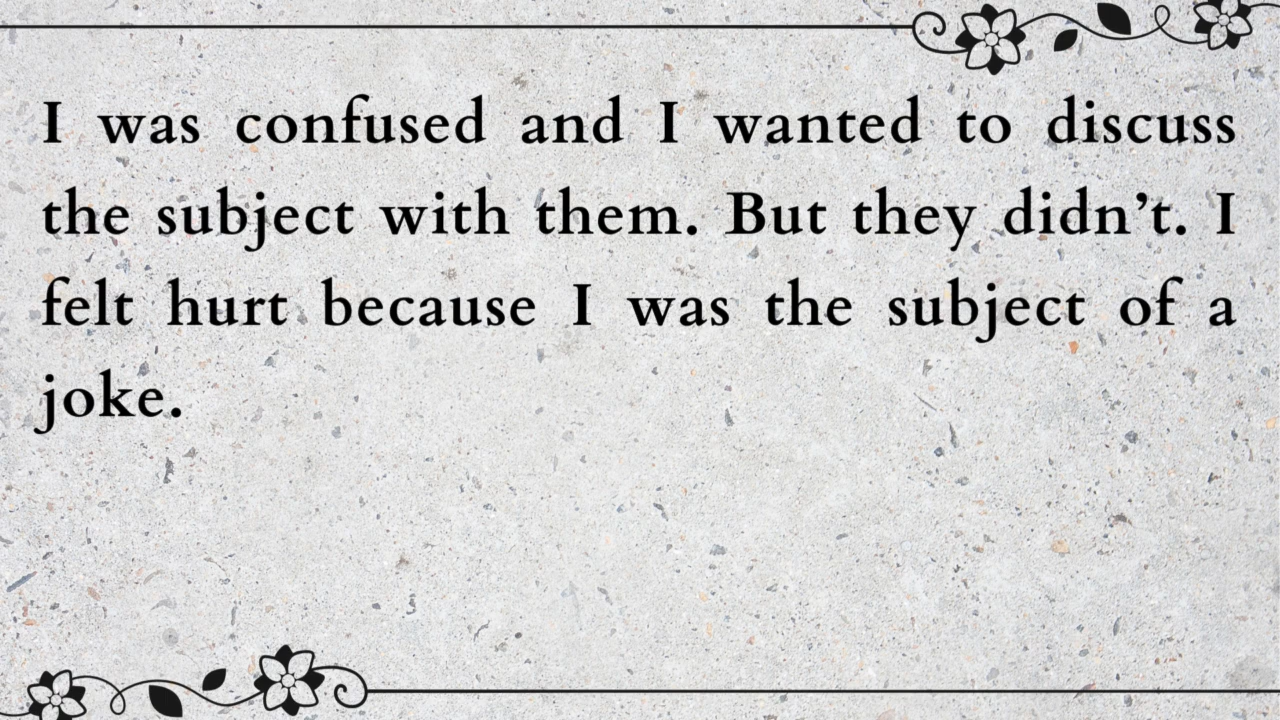 I was confused and I wanted to discuss
the subject with them. But they didn’t. I
felt hurt because I was the subject of a
joke.